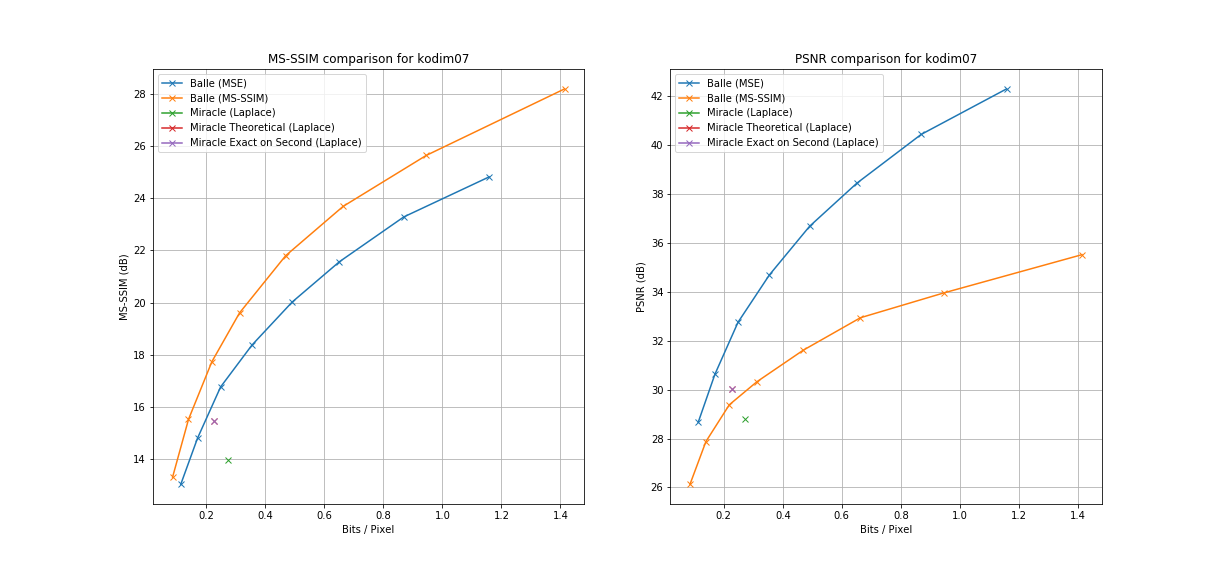 MS-SSIM comparison for kodim07
Balle (MSE)
Balle (MS-SSIM)
Miracle (Laplace)
Miracle Theoretical (Laplace)
Miracle Exact on Second (Laplace)
MS-SSIM (dB)
28
26
24
22
20
18
16
14
0.2 0.4 0.6 0.8 1.0 1.2 1.4
Bits / Pixel
PSNR comparison for kodim07
Balle (MSE)
Balle (MS-SSIM)
Miracle (Laplace)
Miracle Theoretical (Laplace)
Miracle Exact on Second (Laplace)
PSNR (dB)
42
40
38
36
34
32
30
28
26
0.2 0.4 0.6 0.8 1.0 1.2 1.4
Bits / Pixel